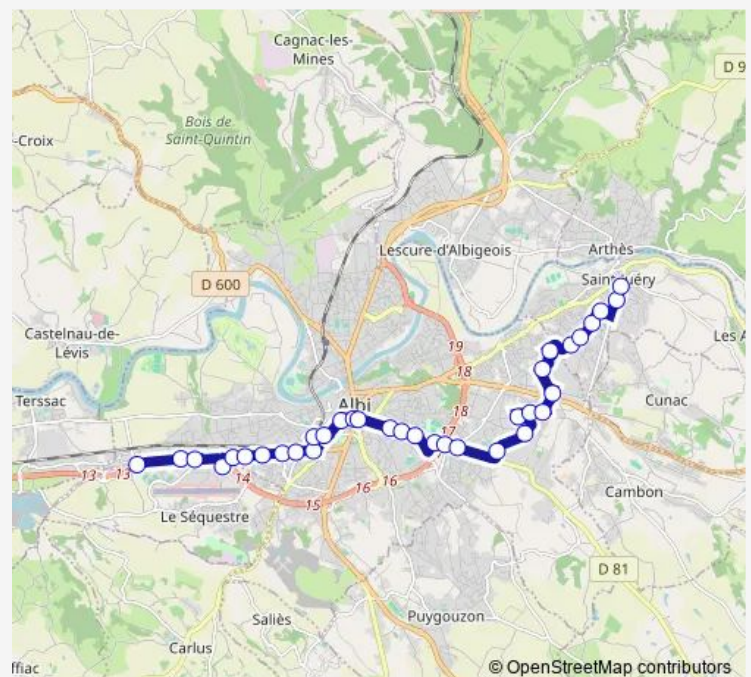 Cagnac-les-
Mines
D 9
Bois de
Saint-Quintin
-Croix
Lescure-d'Albigeois
Arthès
D 600
Castelnau-de-
Lévis
19
Les A
18
Terssac
Albi
Cunac
18
17
13
13
14
16
16
15
Le Séquestre
Cambon
D 81
Saliès
Puygouzon
Carlus
ffiac
© OpenStreetMap contributors